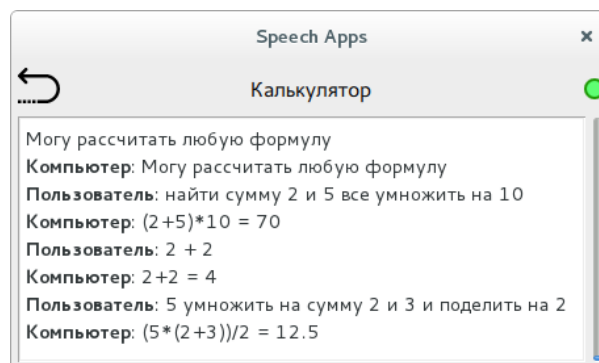 Speech Apps
Калькулятор
Могу рассчитать любую формулу
Компьютер: Могу рассчитать любую формулу
Пользователь: найти сумму 2 и 5 все умножить на 10
Компьютер: (2+5)*10 = 70
Пользователь: 2 + 2
Компьютер: 2+2 = 4
Пользователь: 5 умножить на сумму 2 и 3 и поделить на 2
Компьютер: (5*(2+3))/2 = 12.5